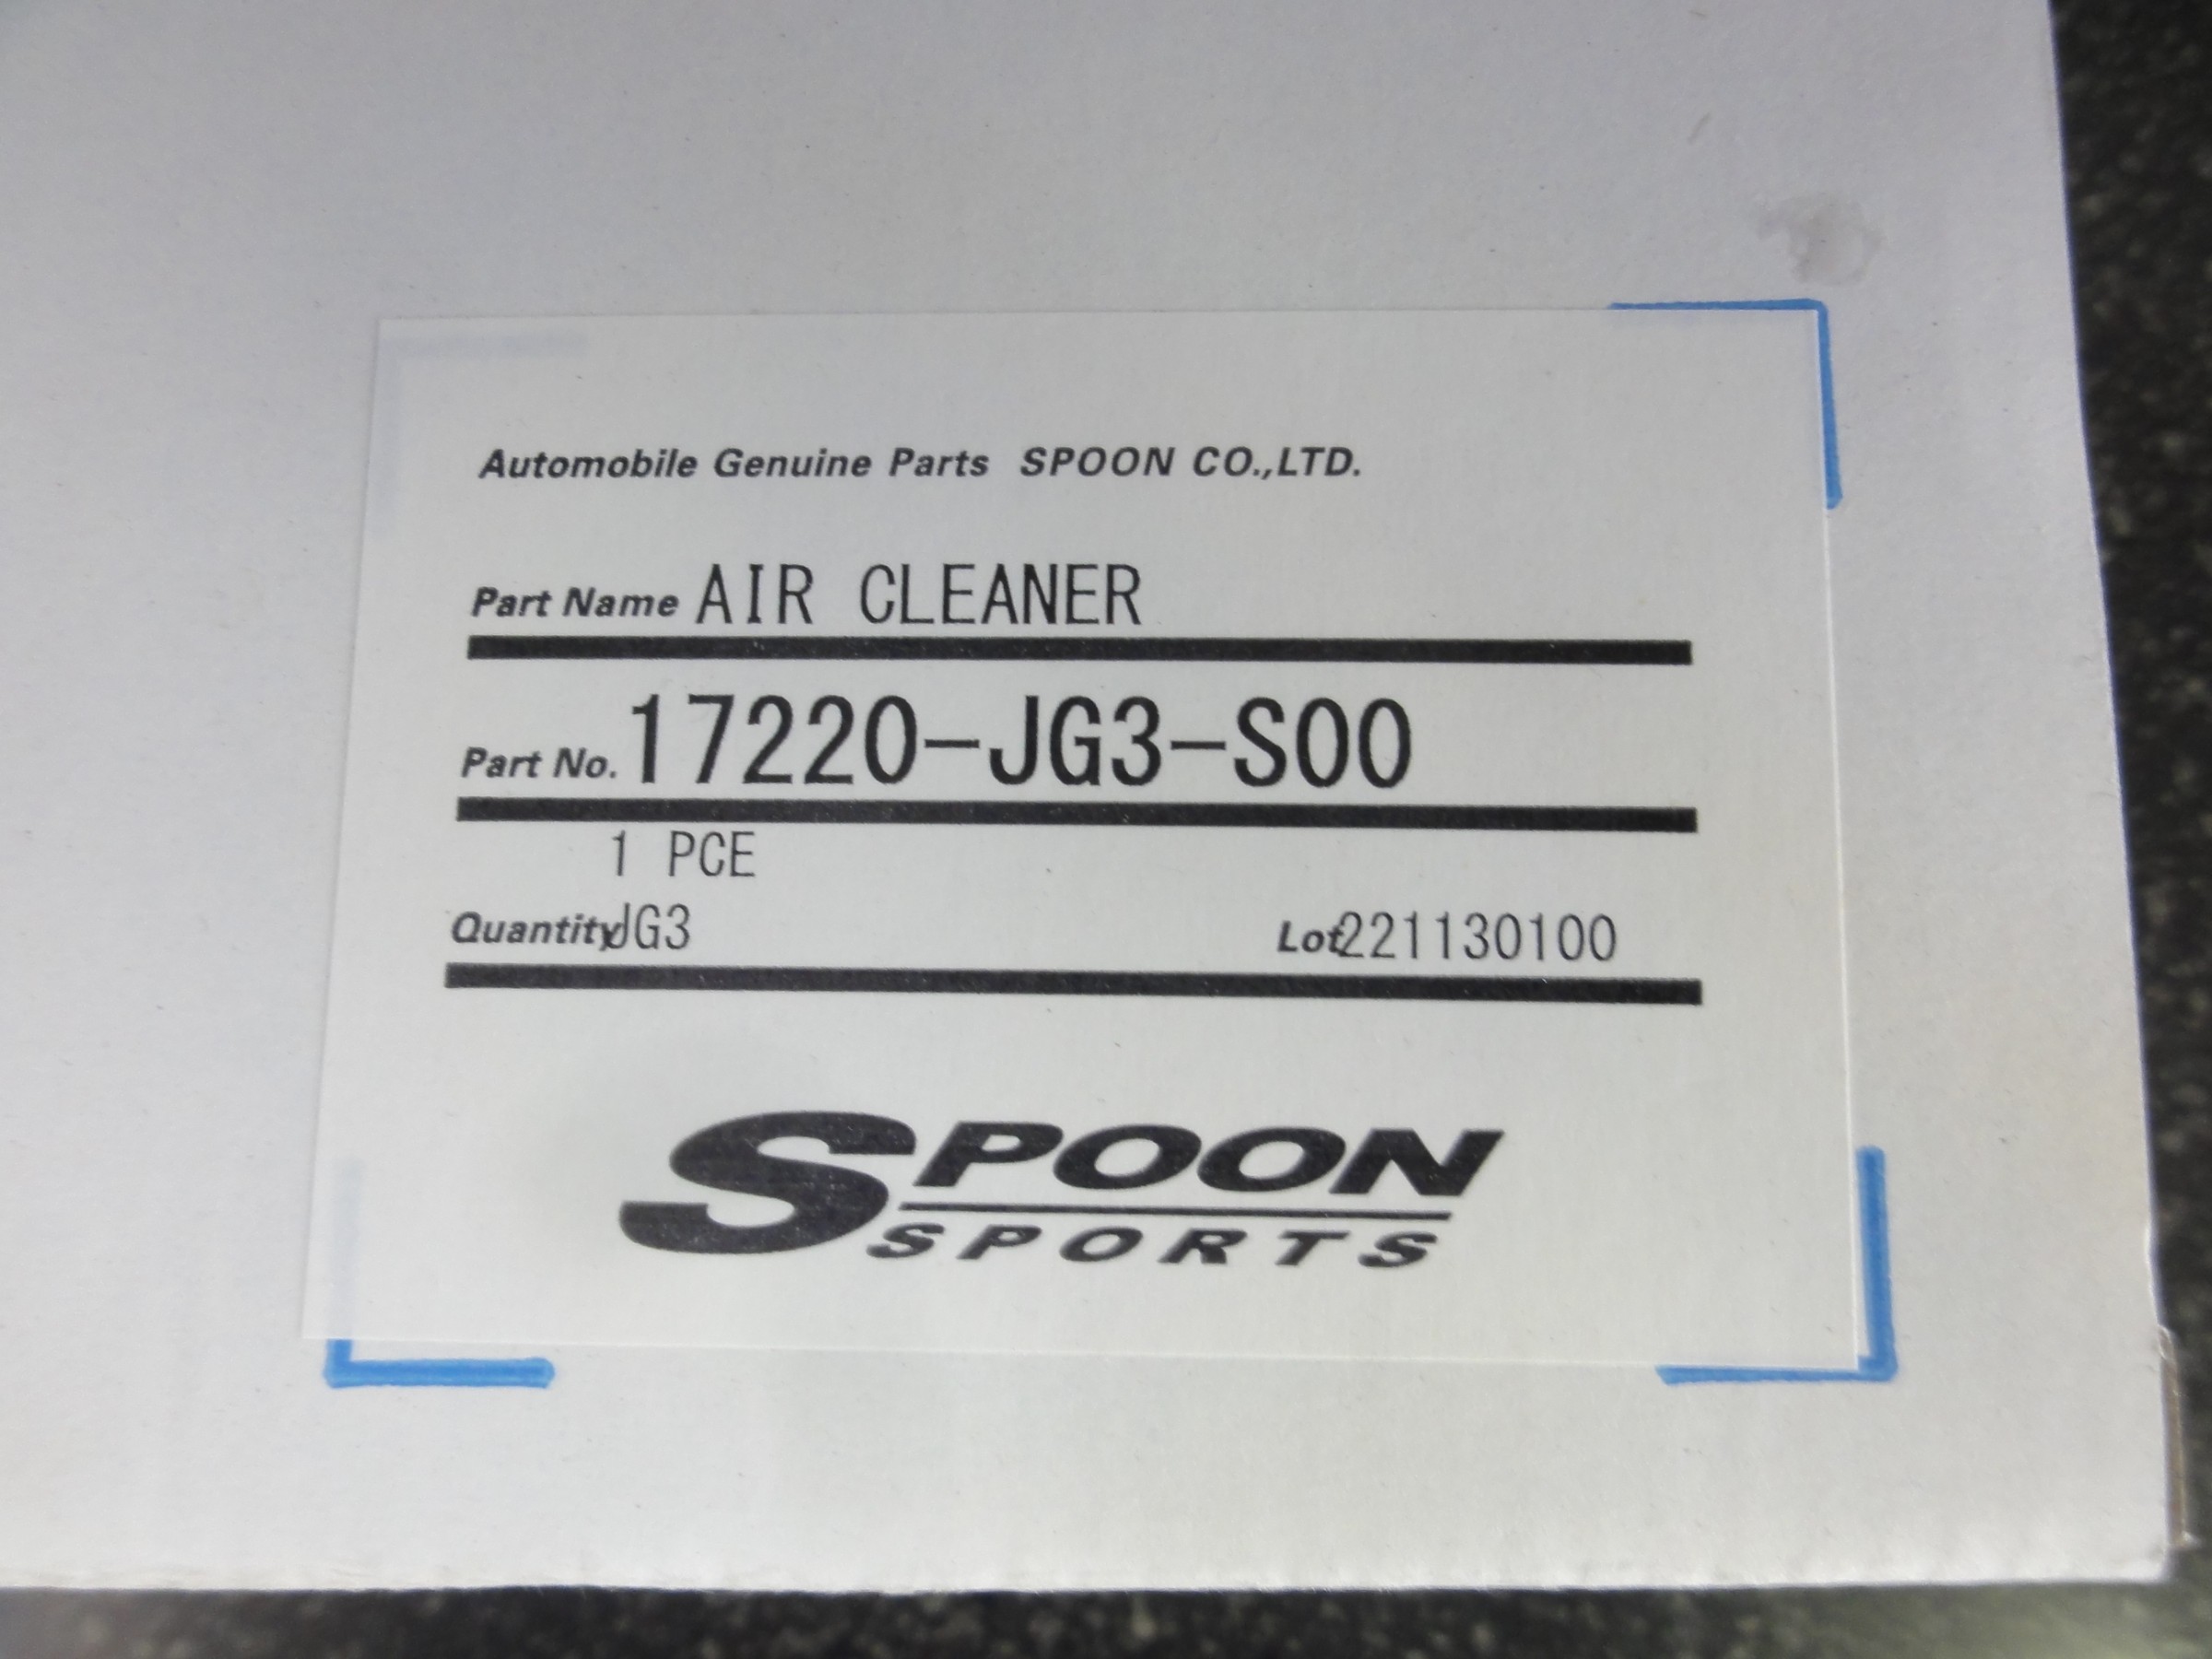 Automobile Genuine Parts SPOON CO.,LTD.
Part Name AIR CLEANER
Part No. 17220-JG3-S00
1 PCE
Quantity JG3 Lot 221130100
SPOON
SPORTS